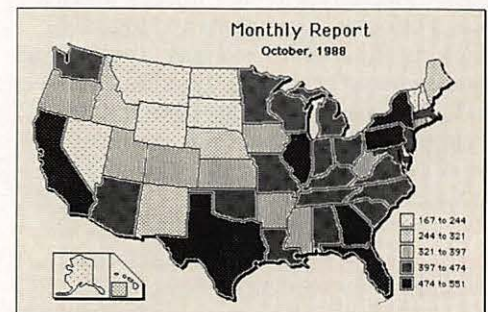 Monthly Report
October, 1988
167 to 244
244 to 321
321 to 397
397 to 474
474 to 551